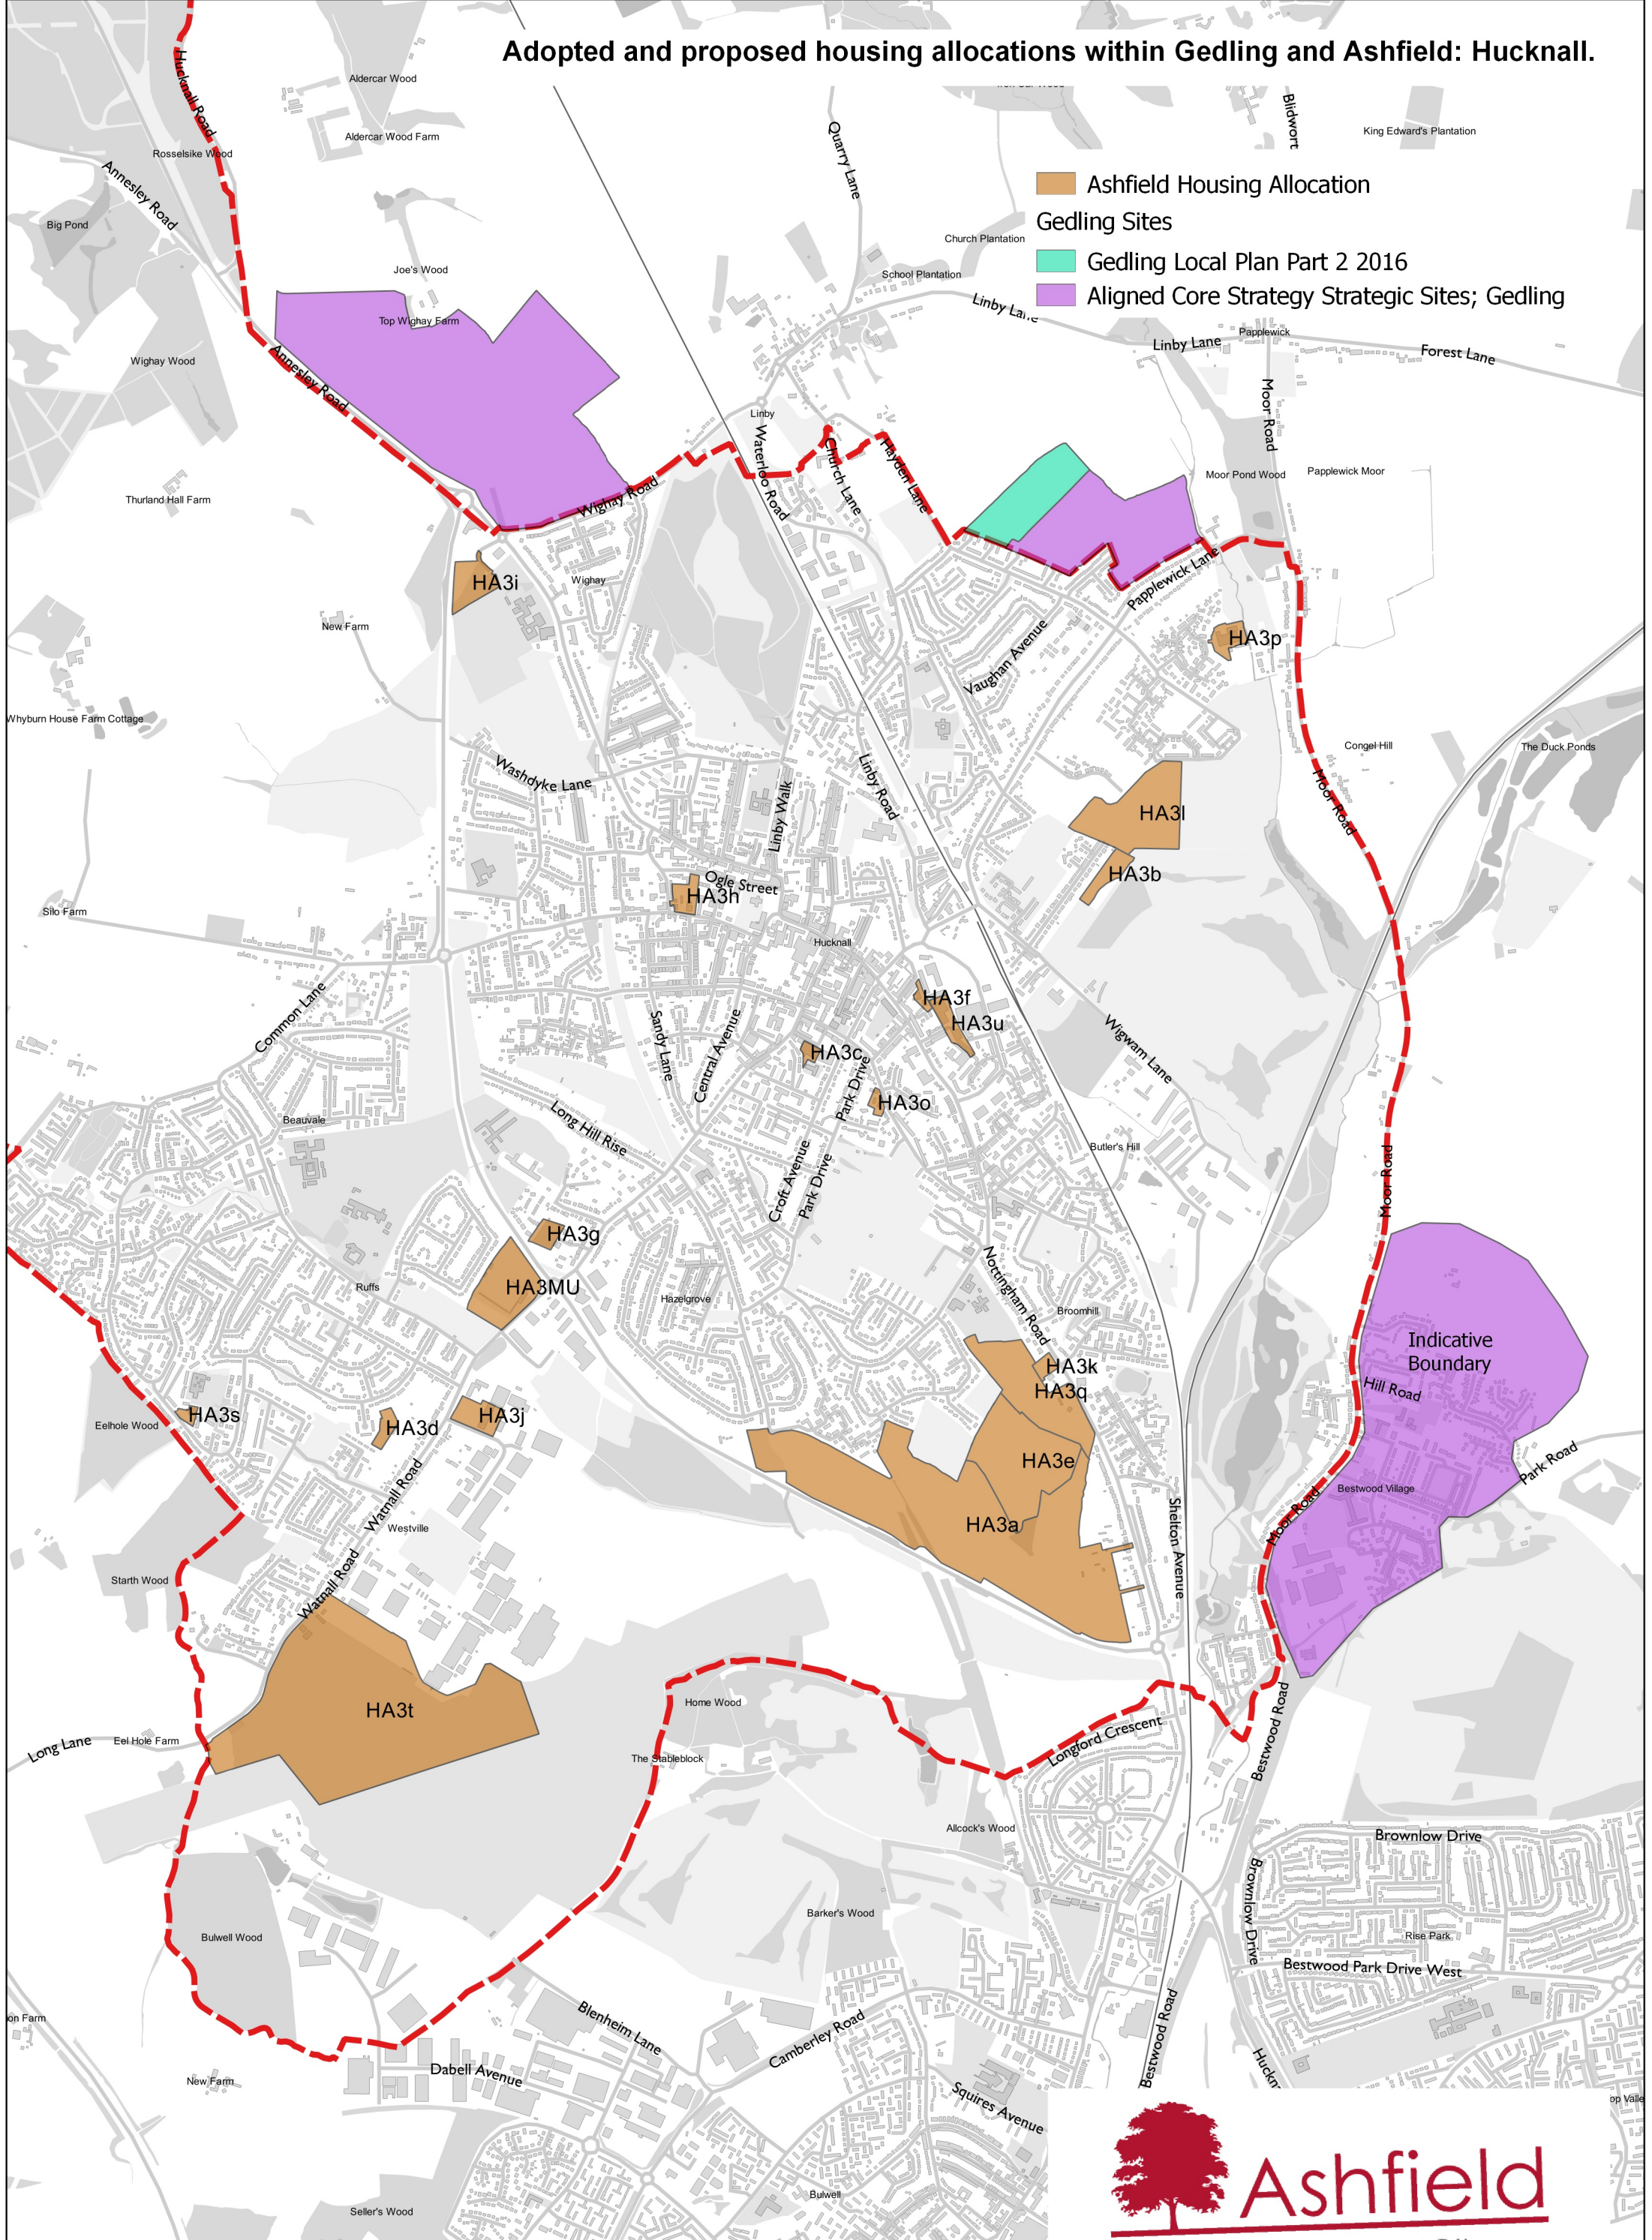 Adopted and proposed housing allocations within Gedling and Ashfield: Hucknall.
Ashfield Housing Allocation
Gedling Sites
Gedling Local Plan Part 2 2016
Aligned Core Strategy Strategic Sites; Gedling
Hucknall Road
Aldercar Wood
Aldercar Wood Farm
Rosselsike Wood
Annesley Road
Big Pond
Joe's Wood
Top Wighay Farm
Wighay Wood
Annesley Road
Thurland Hall Farm
Quarry Lane
Blidwort
King Edward's Plantation
Church Plantation
School Plantation
Linby Lane
Linby Lane
Papplewick
Forest Lane
Moor Road
Linby
Waterloo Road
Church Lane
Hayden Lane
Moor Pond Wood
Papplewick Moor
Wighay Road
Papplewick Lane
HA3i
Wighay
New Farm
HA3p
Vaughan Avenue
Whyburn House Farm Cottage
Congel Hill
The Duck Ponds
Washdyke Lane
Linby Walk
Linby Road
Moor Road
HA3l
HA3b
Ogle Street
HA3h
Silo Farm
Hucknall
Common Lane
HA3f
HA3u
Sandy Lane
Central Avenue
HA3c
Park Drive
HA3o
Wigwam Lane
Beauvale
Long Hill Rise
Butler's Hill
Croft Avenue
Park Drive
Moor Road
HA3g
HA3MU
Ruffs
Hazelgrove
Nottingham Road
Broomhill
Indicative
Boundary
HA3k
HA3q
Hill Road
HA3s
Eelhole Wood
HA3d
HA3j
HA3e
Park Road
Bestwood Village
Watnall Road
Westville
HA3a
Shelton Avenue
Moor Road
Starth Wood
Watnall Road
HA3t
Home Wood
Long Lane
Eel Hole Farm
The Stableblock
Longford Crescent
Bestwood Road
Allcock's Wood
Brownlow Drive
Brownlow Drive
Barker's Wood
Bulwell Wood
Rise Park
Bestwood Park Drive West
on Farm
Blenheim Lane
Camberley Road
Bestwood Road
Huckn
New Farm
Dabell Avenue
Squires Avenue
op Valle
Bulwell
Seller's Wood
Ashfield